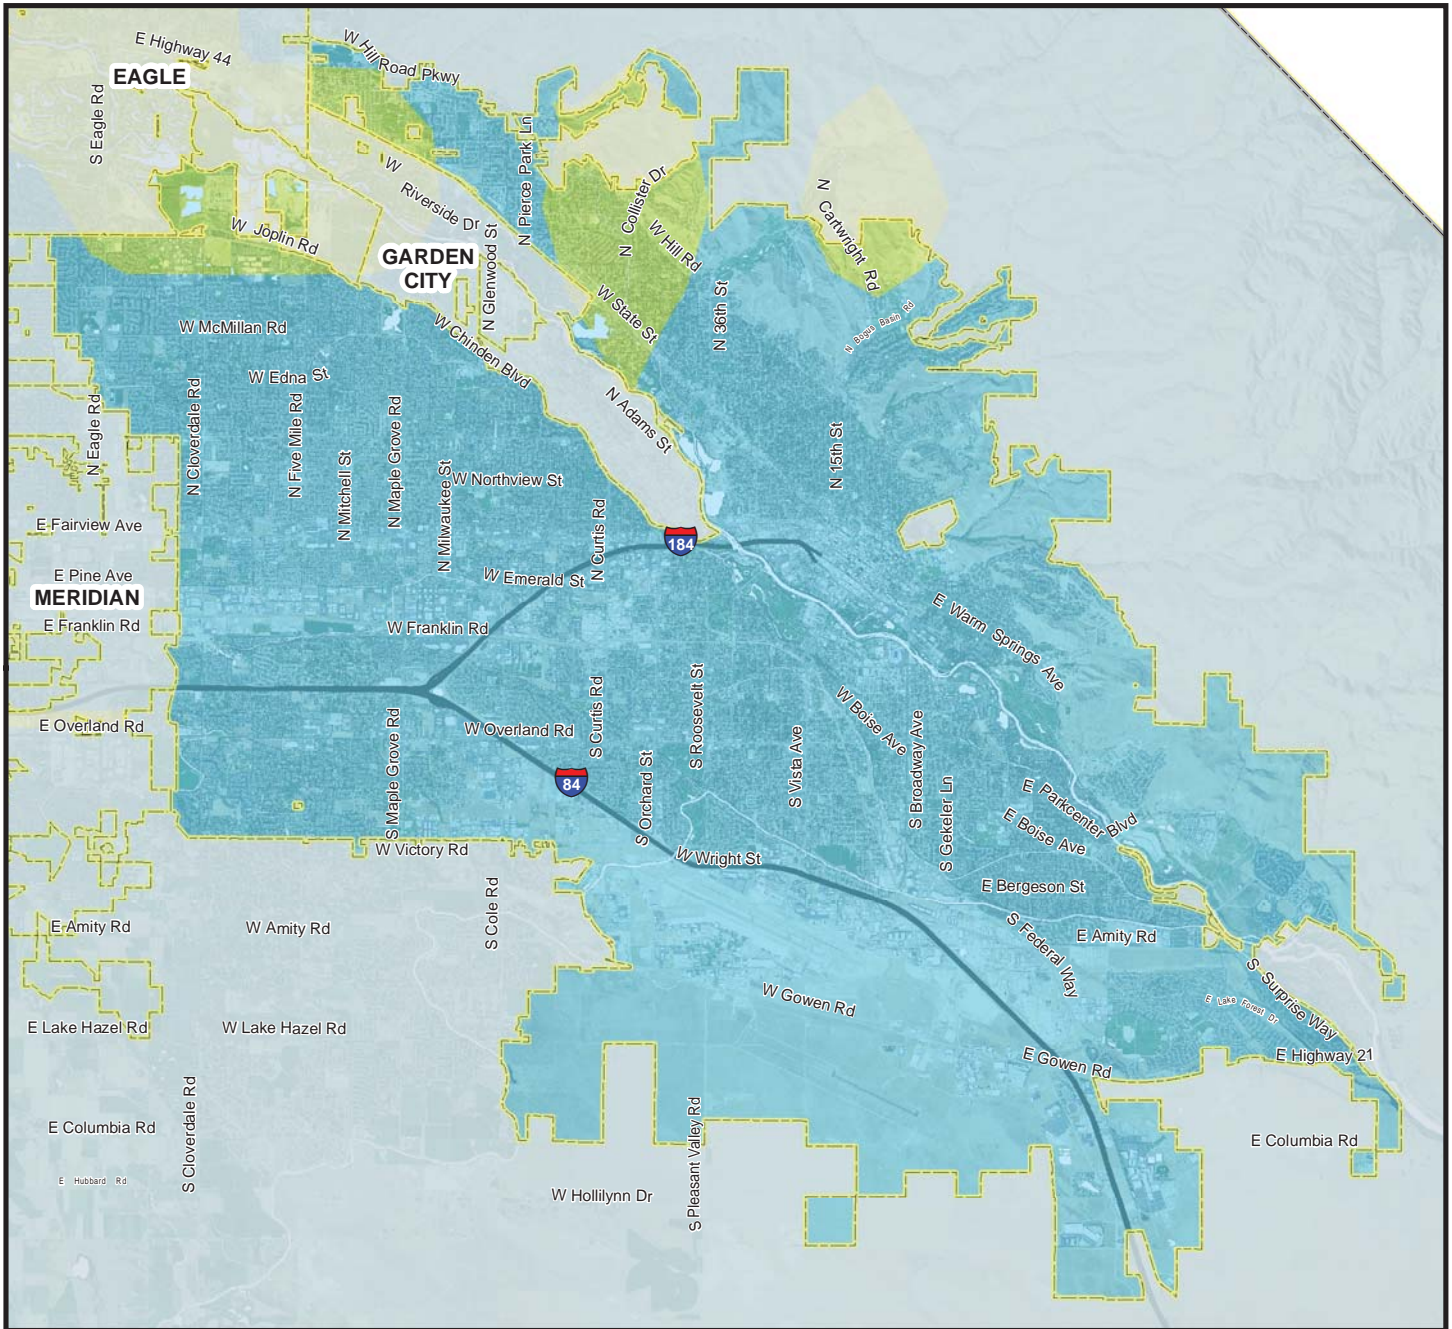 E Highway 44
W Hill Road Pkwy
EAGLE
S Eagle Rd
W Riverside Dr
N Pierce Park Ln
N Collister Dr
W Hill Rd
N Cartwright Rd
W Joplin Rd
GARDEN
CITY
N Glenwood St
W State St
N 36th St
N Bogus Basin Rd
W McMillan Rd
W Chinden Blvd
W Edna St
N Adams St
N Eagle Rd
N Cloverdale Rd
N Five Mile Rd
N Mitchell St
N Maple Grove Rd
N Milwaukee St
W Northview St
N Curtis Rd
N 15th St
E Fairview Ave
184
E Pine Ave
MERIDIAN
W Emerald St
E Franklin Rd
W Franklin Rd
E Warm Springs Ave
E Overland Rd
S Maple Grove Rd
W Overland Rd
S Curtis Rd
S Roosevelt St
W Boise Ave
S Vista Ave
S Broadway Ave
84
S Orchard St
S Gekeler Ln
E Parkcenter Blvd
E Boise Ave
W Victory Rd
W Wright St
E Bergeson St
E Amity Rd
W Amity Rd
S Cole Rd
S Federal Way
E Amity Rd
S Surprise Way
W Gowen Rd
E Lake Forest Dr
E Lake Hazel Rd
W Lake Hazel Rd
E Gowen Rd
E Highway 21
E Columbia Rd
S Cloverdale Rd
S Pleasant Valley Rd
E Columbia Rd
E Hubbard Rd
W Hollilynn Dr